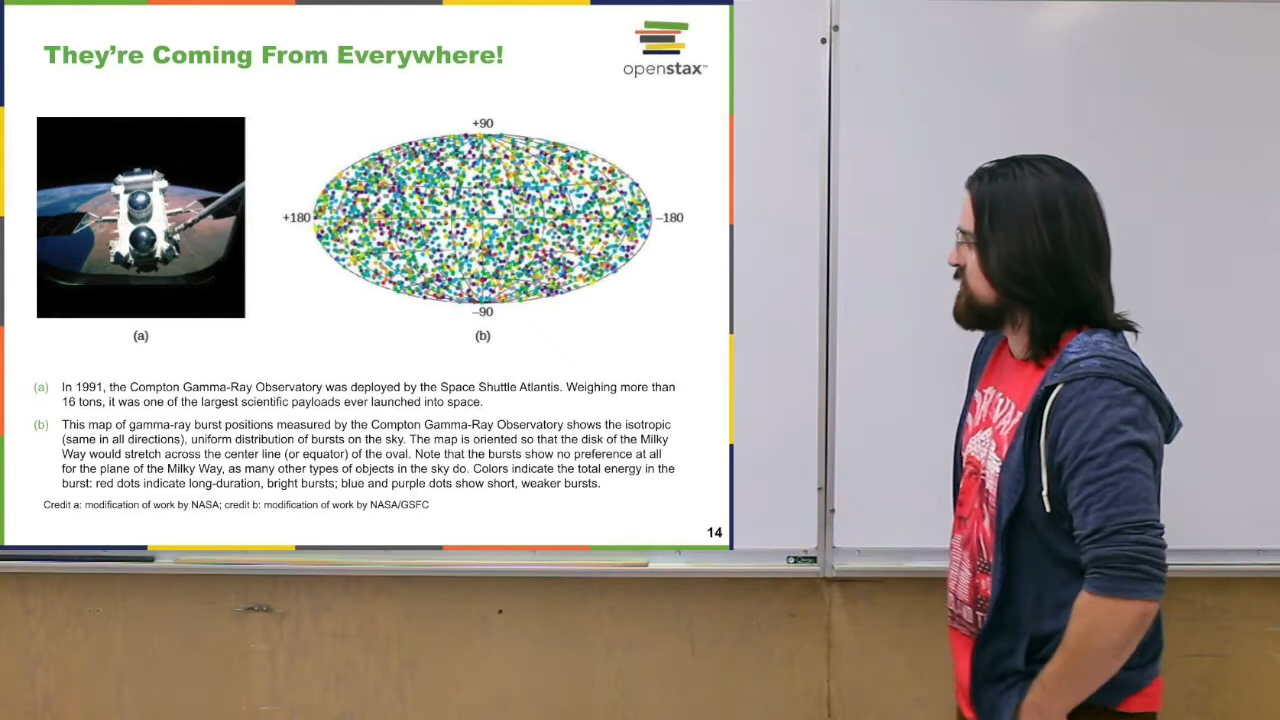 They're Coming From Everywhere!
openstax™
+90
+180
–180
–90
(a)
(b)
(a) In 1991, the Compton Gamma-Ray Observatory was deployed by the Space Shuttle Atlantis. Weighing more than
16 tons, it was one of the largest scientific payloads ever launched into space.
(b) This map of gamma-ray burst positions measured by the Compton Gamma-Ray Observatory shows the isotropic
(same in all directions), uniform distribution of bursts on the sky. The map is oriented so that the disk of the Milky
Way would stretch across the center line (or equator) of the oval. Note that the bursts show no preference at all
for the plane of the Milky Way, as many other types of objects in the sky do. Colors indicate the total energy in the
burst: red dots indicate long-duration, bright bursts; blue and purple dots show short, weaker bursts.
Credit a: modification of work by NASA; credit b: modification of work by NASA/GSFC
14